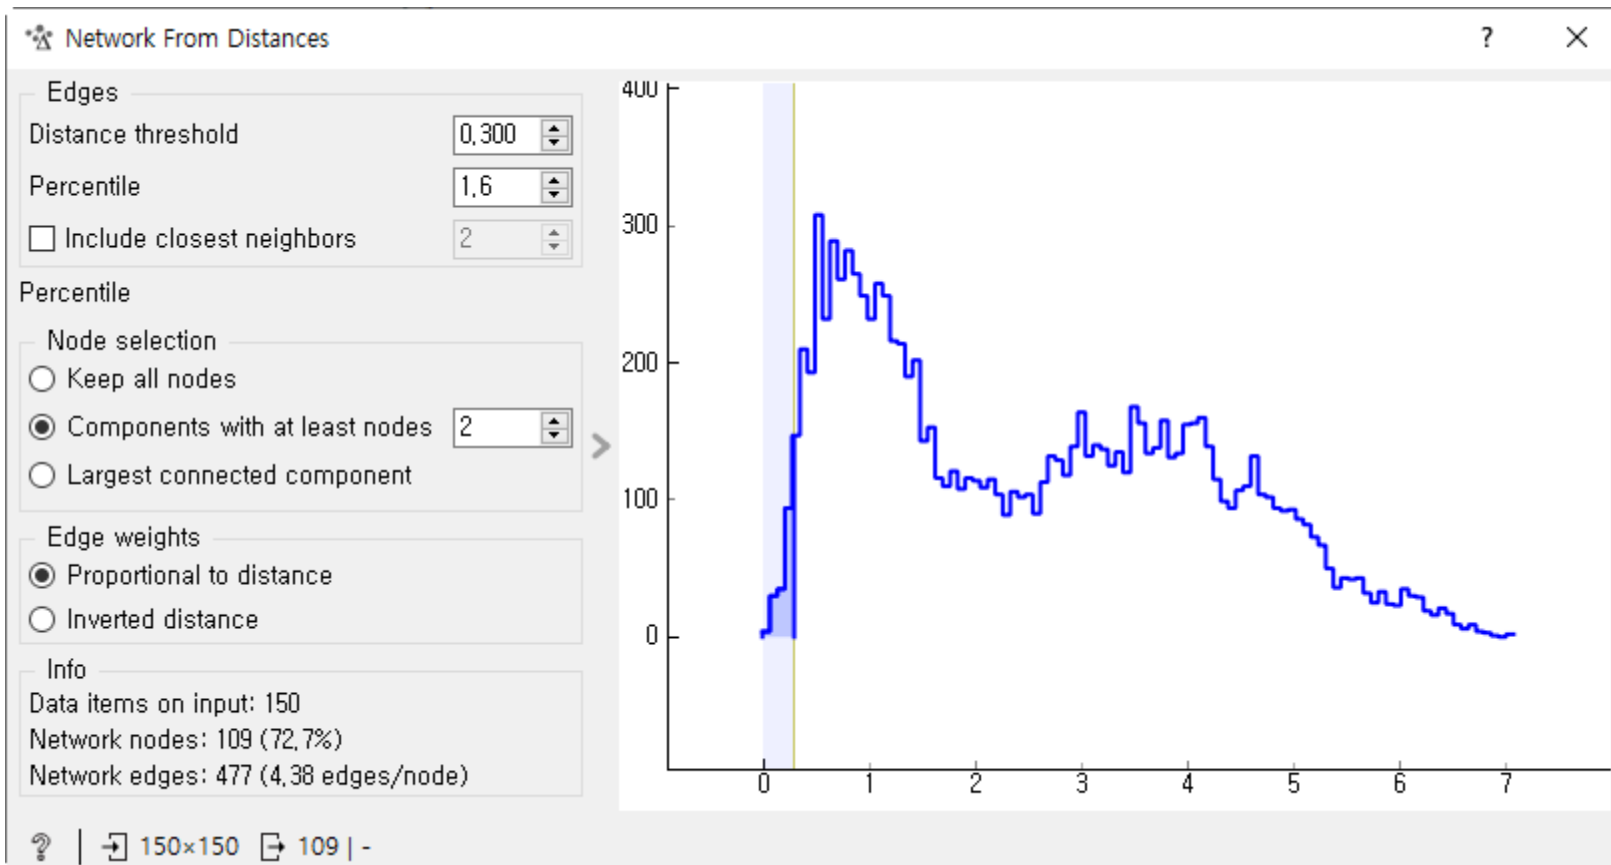 Network From Distances ?
Edges
Distance threshold 0,300
Percentile 1,6
Include closest neighbors 2
Percentile
Node selection
Keep all nodes
Components with at least nodes 2
Largest connected component
Edge weights
Proportional to distance
Inverted distance
Info
Data items on input: 150
Network nodes: 109 (72,7%)
Network edges: 477 (4,38 edges/node)
400
300
200
100
0
0 1 2 3 4 5 6 7
? | 150×150 109 | -